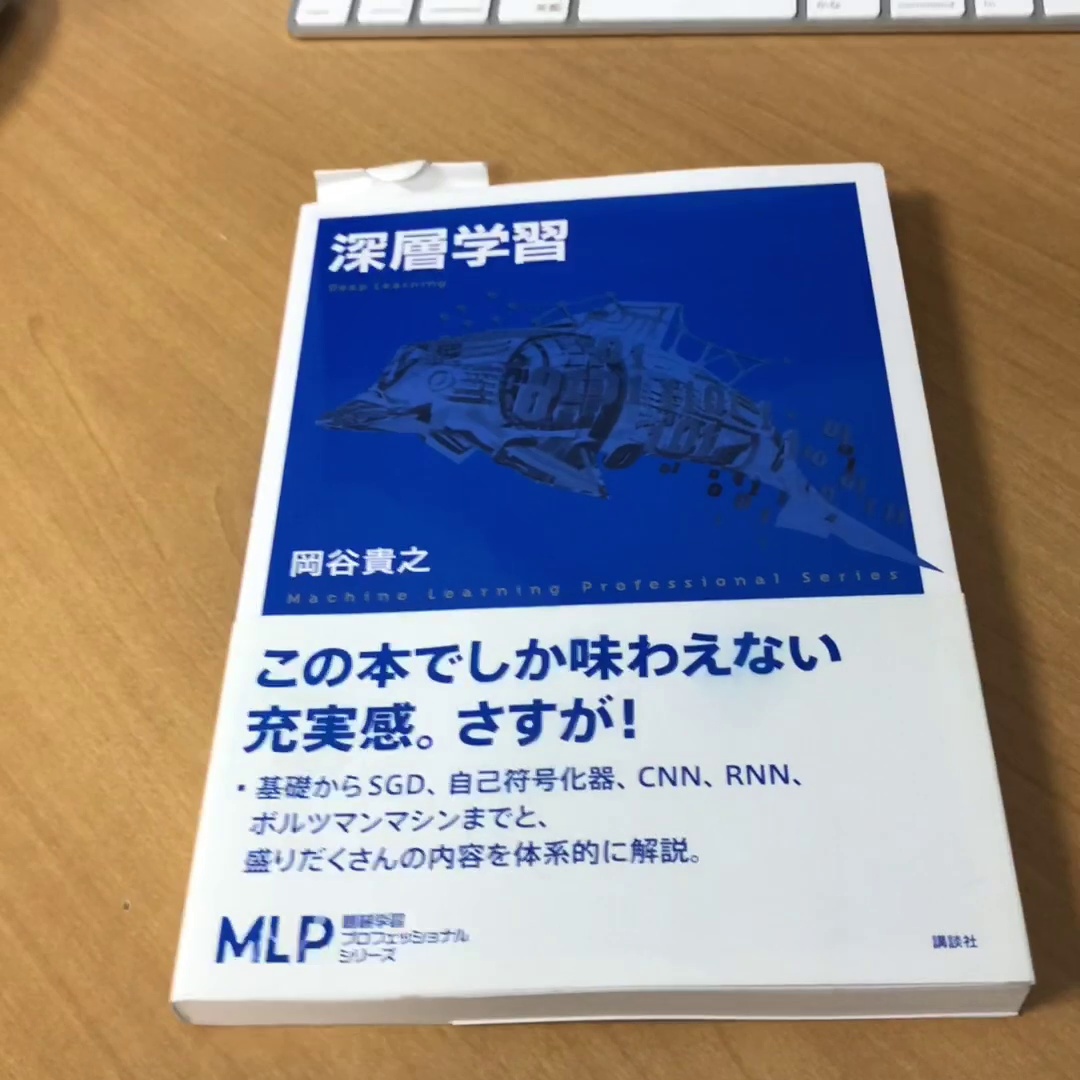 深層学習
Deep Learning
岡谷貴之
Machine Learning Professional Series
この本でしか味わえない
充実感。さすが!
・基礎からSGD、自己符号化器、CNN、RNN、
ボルツマンマシンまでと、
盛りだくさんの内容を体系的に解説。
MLP
機械学習
プロフェッショナル
シリーズ
講談社